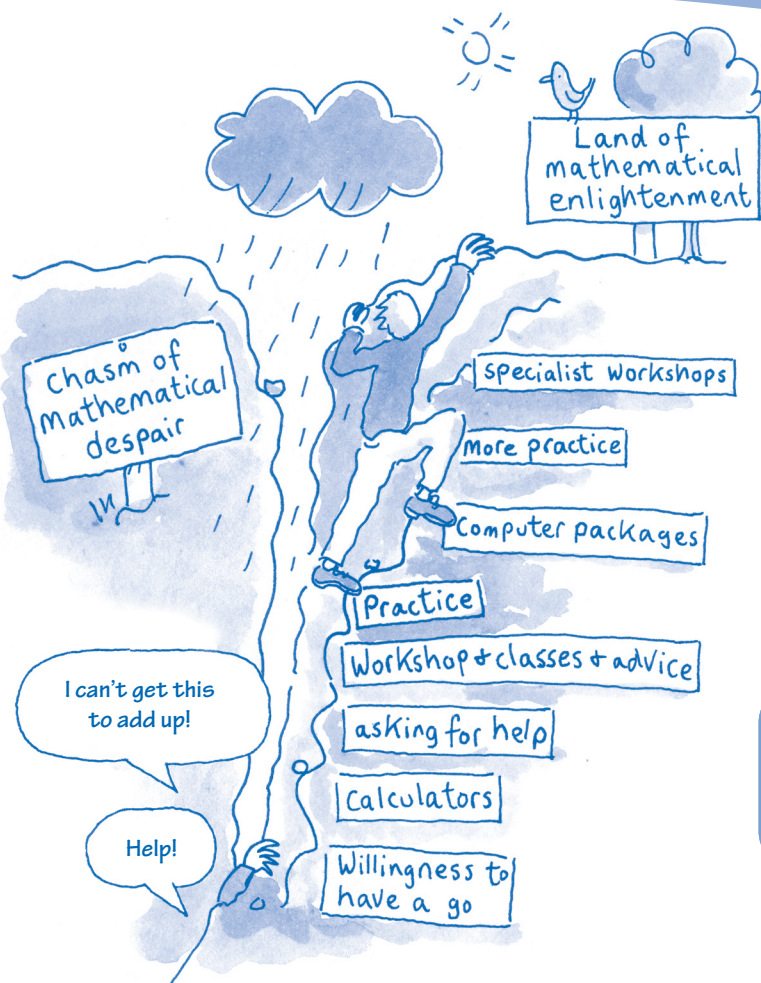 Land of
mathematical
enlightenment
chasm of
mathematical
despair
specialist workshops
more practice
Computer packages
Practice
Workshop & classes & advice
asking for help
Calculators
Willingness to
have a go
I can't get this
to add up!
Help!